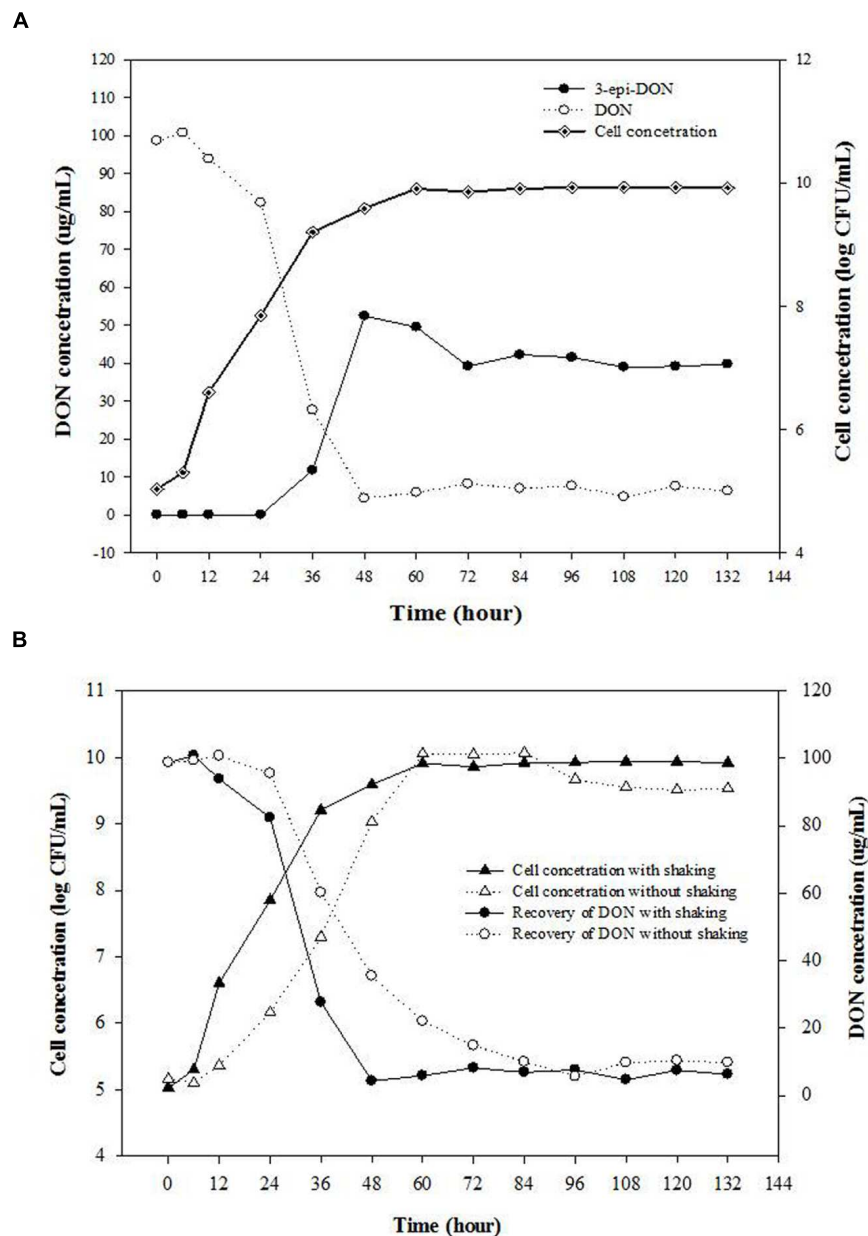 A
120
110
100
90
80
70
60
50
40
30
20
10
0
-10
DON concetration (ug/mL)
3-epi-DON
DON
Cell concetration
12
10
8
6
4
Cell concetration (log CFU/mL)
0 12 24 36 48 60 72 84 96 108 120 132 144
Time (hour)
B
11
10
9
8
7
6
5
4
Cell concetration (log CFU/mL)
Cell concetration with shaking
Cell concetration without shaking
Recovery of DON with shaking
Recovery of DON without shaking
120
100
80
60
40
20
0
DON concetration (ug/mL)
0 12 24 36 48 60 72 84 96 108 120 132 144
Time (hour)